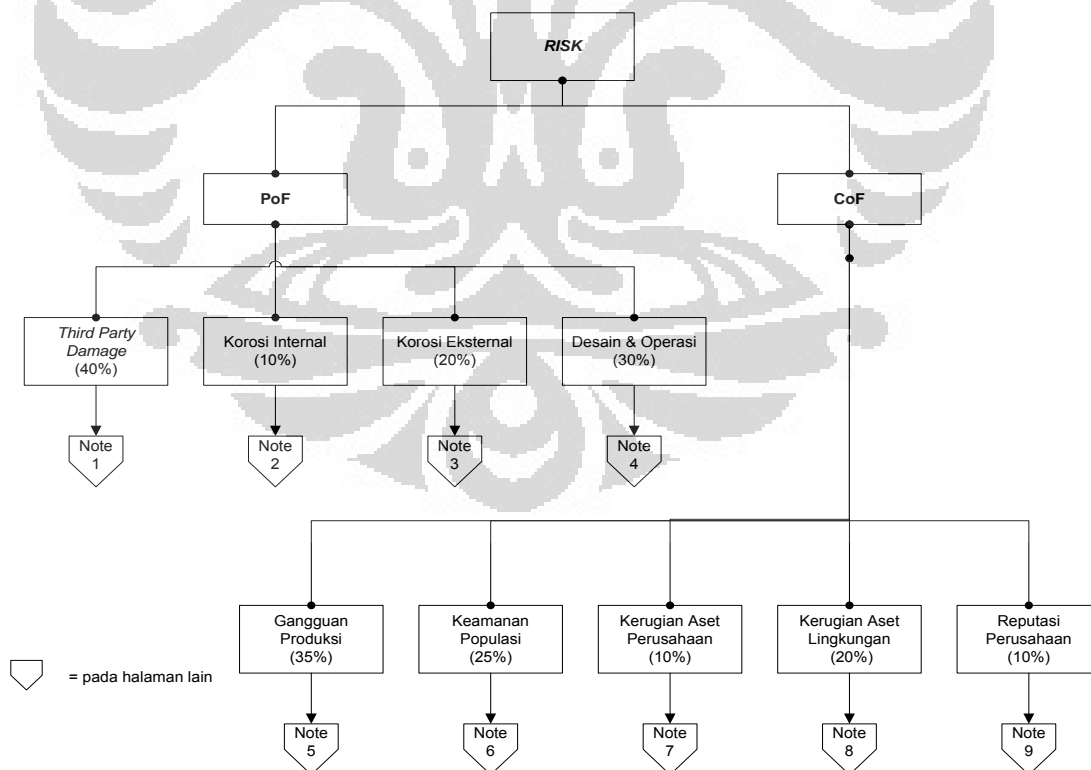 RISK
PoF
CoF
Third Party
Damage
(40%)
Korosi Internal
(10%)
Korosi Eksternal
(20%)
Desain & Operasi
(30%)
Note
1
Note
2
Note
3
Note
4
Gangguan
Produksi
(35%)
Keamanan
Populasi
(25%)
Kerugian Aset
Perusahaan
(10%)
Kerugian Aset
Lingkungan
(20%)
Reputasi
Perusahaan
(10%)
= pada halaman lain
Note
5
Note
6
Note
7
Note
8
Note
9